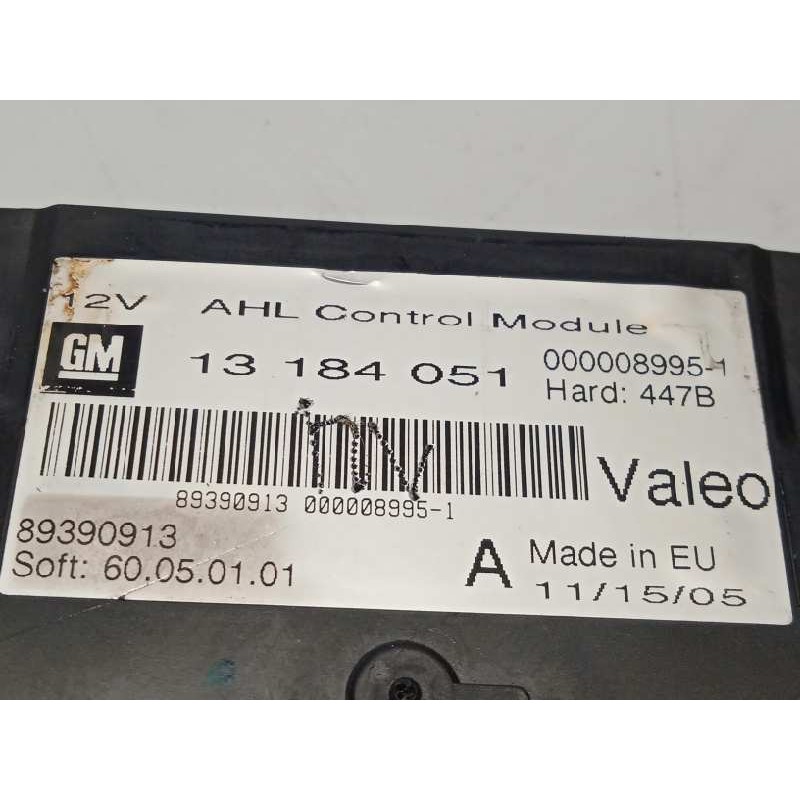 12V AHL Control Module
GM 13 184 051 000008995-1
Hard: 447B
89390913 000008995-1
Valeo
89390913
Soft: 60.05.01.01
A Made in EU
11/15/05